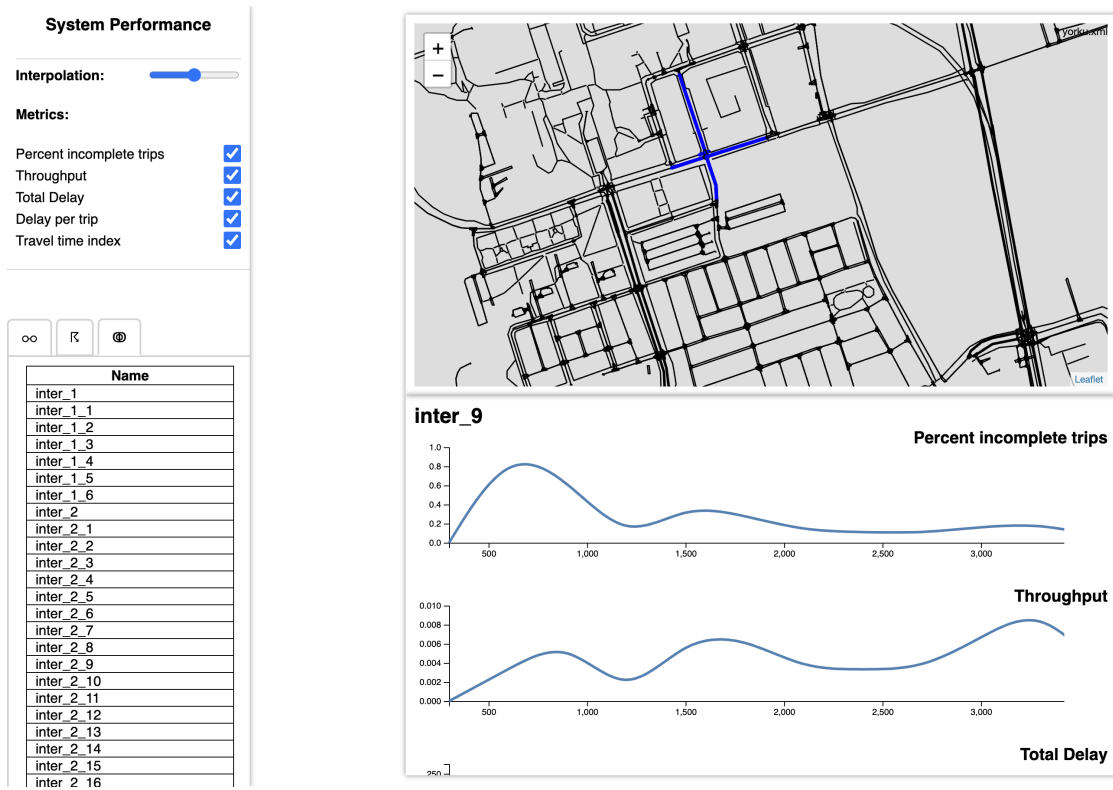 System Performance
Interpolation:
Metrics:
Percent incomplete trips
Throughput
Total Delay
Delay per trip
Travel time index
Name
inter_1
inter_1_1
inter_1_2
inter_1_3
inter_1_4
inter_1_5
inter_1_6
inter_2
inter_2_1
inter_2_2
inter_2_3
inter_2_4
inter_2_5
inter_2_6
inter_2_7
inter_2_8
inter_2_9
inter_2_10
inter_2_11
inter_2_12
inter_2_13
inter_2_14
inter_2_15
inter_2_16
+
−
yorku.xml
Leaflet
inter_9
Percent incomplete trips
1.0
0.8
0.6
0.4
0.2
0.0
500 1,000 1,500 2,000 2,500 3,000
Throughput
0.010
0.008
0.006
0.004
0.002
0.000
500 1,000 1,500 2,000 2,500 3,000
Total Delay
250